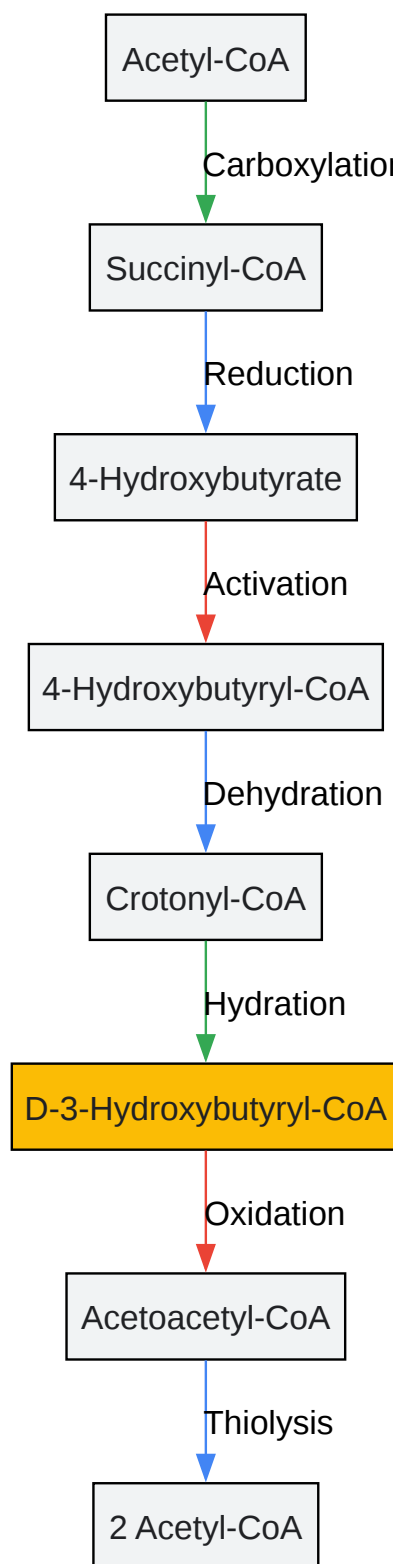 Acetyl-CoA
Carboxylation
Succinyl-CoA
Reduction
4-Hydroxybutyrate
Activation
4-Hydroxybutyryl-CoA
Dehydration
Crotonyl-CoA
Hydration
D-3-Hydroxybutyryl-CoA
Oxidation
Acetoacetyl-CoA
Thiolysis
2 Acetyl-CoA